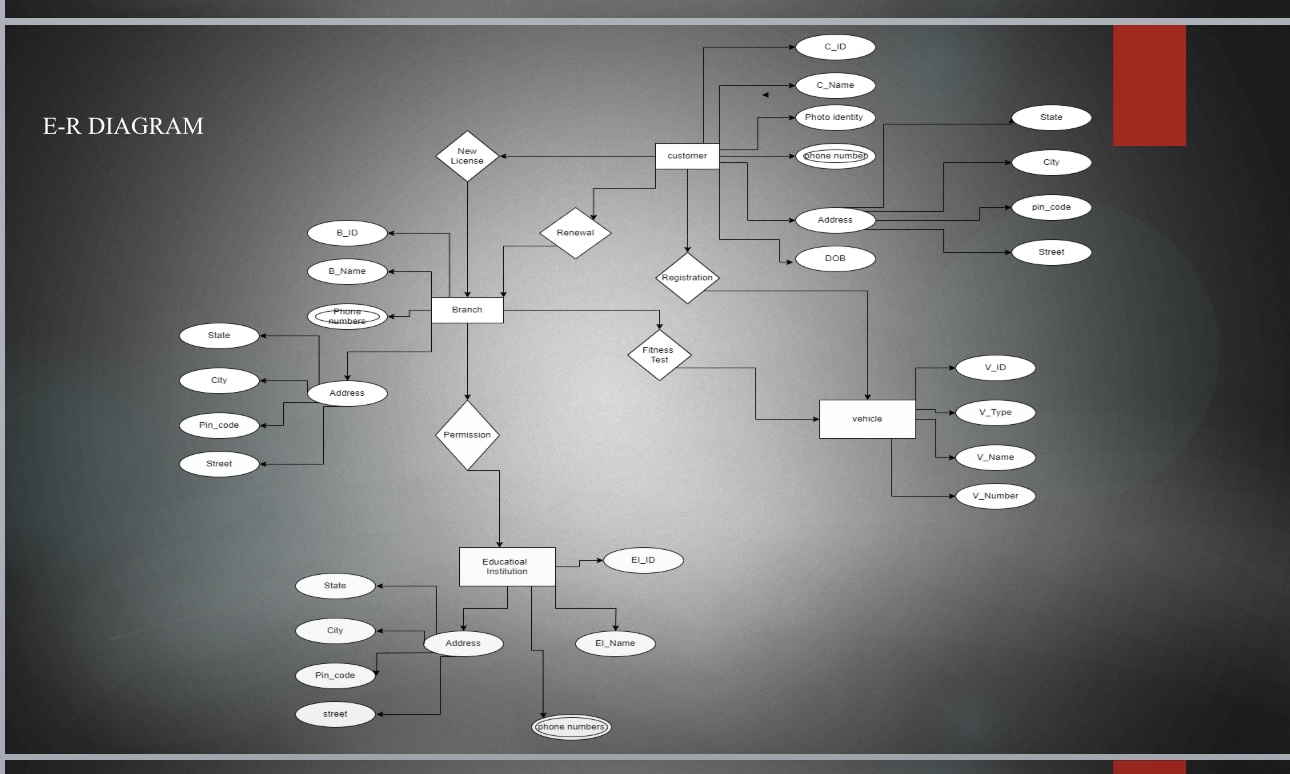 E-R DIAGRAM
C_ID
C_Name
Photo identity
phone number
Address
DOB
State
City
pin_code
Street
customer
New
License
Renewal
Registration
B_ID
B_Name
Phone
numbers
Branch
Fitness
Test
State
City
Pin_code
Street
Address
Permission
vehicle
V_ID
V_Type
V_Name
V_Number
Educatioal
Institution
EI_ID
EI_Name
State
City
Pin_code
street
Address
phone numbers